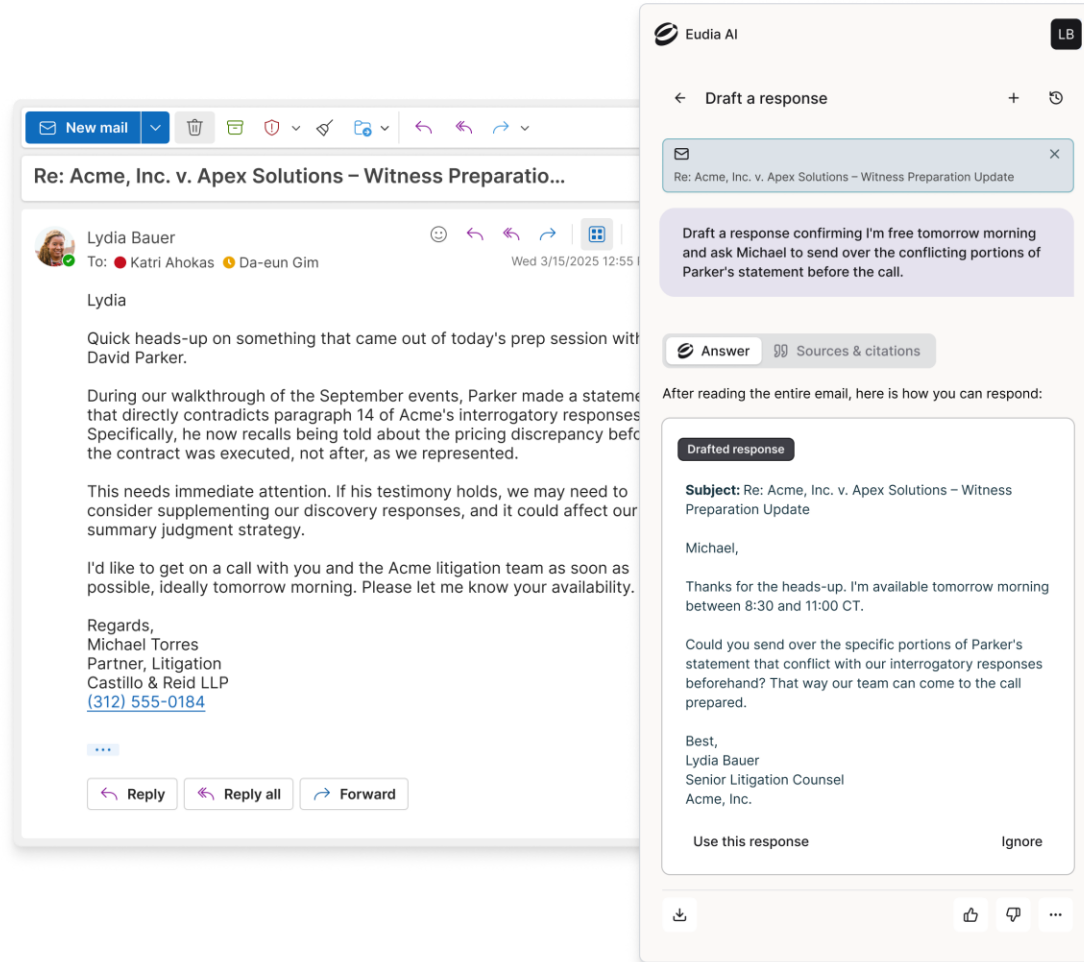 New mail
Re: Acme, Inc. v. Apex Solutions – Witness Preparatio...
Lydia Bauer
To: Katri Ahokas Da-eun Gim
Wed 3/15/2025 12:55
Lydia
Quick heads-up on something that came out of today's prep session with
David Parker.
During our walkthrough of the September events, Parker made a stateme
that directly contradicts paragraph 14 of Acme's interrogatory responses
Specifically, he now recalls being told about the pricing discrepancy befo
the contract was executed, not after, as we represented.
This needs immediate attention. If his testimony holds, we may need to
consider supplementing our discovery responses, and it could affect our
summary judgment strategy.
I'd like to get on a call with you and the Acme litigation team as soon as
possible, ideally tomorrow morning. Please let me know your availability.
Regards,
Michael Torres
Partner, Litigation
Castillo & Reid LLP
(312) 555-0184
...
Reply
Reply all
Forward
Eudia AI
LB
Draft a response
Re: Acme, Inc. v. Apex Solutions – Witness Preparation Update
Draft a response confirming I'm free tomorrow morning
and ask Michael to send over the conflicting portions of
Parker's statement before the call.
Answer
Sources & citations
After reading the entire email, here is how you can respond:
Drafted response
Subject: Re: Acme, Inc. v. Apex Solutions – Witness
Preparation Update
Michael,
Thanks for the heads-up. I'm available tomorrow morning
between 8:30 and 11:00 CT.
Could you send over the specific portions of Parker's
statement that conflict with our interrogatory responses
beforehand? That way our team can come to the call
prepared.
Best,
Lydia Bauer
Senior Litigation Counsel
Acme, Inc.
Use this response
Ignore